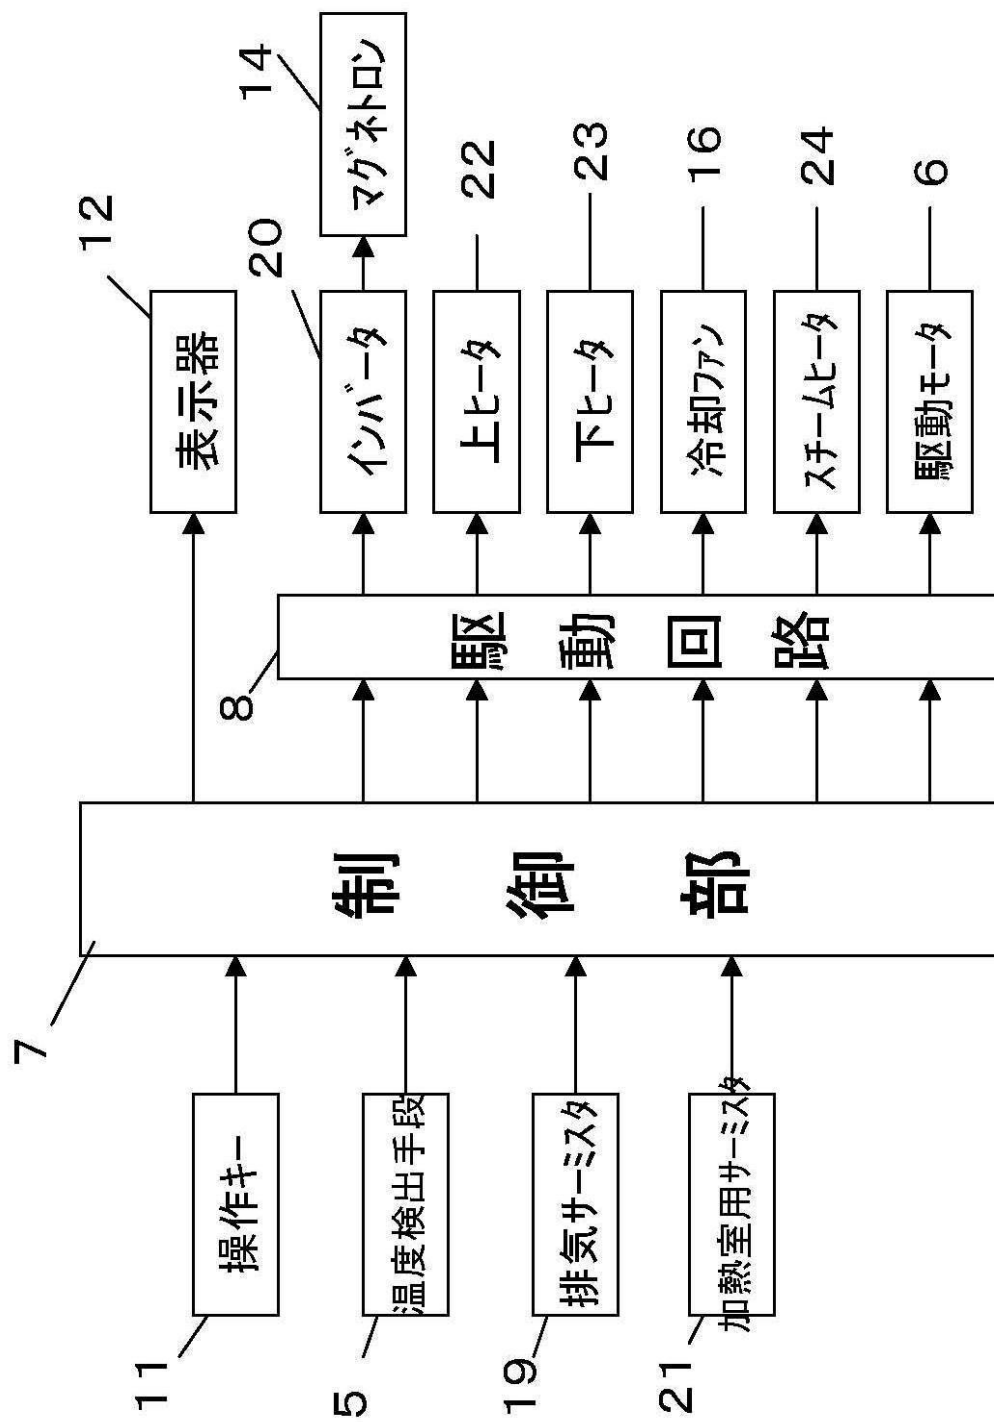 11
操作キー
5
温度検出手段
19
排気サーミスタ
21
加熱室用サーミスタ
7
制御部
8
駆動回路
12
表示器
20
インバータ
14
マグネトロン
22
上ヒータ
23
下ヒータ
16
冷却ファン
24
スチームヒータ
6
駆動モータ